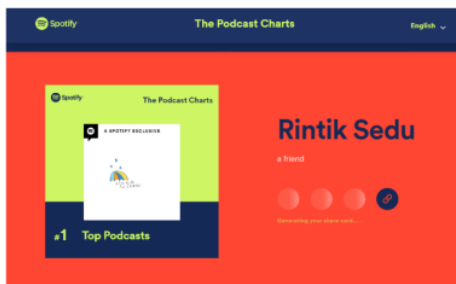 Spotify
The Podcast Charts
English
Spotify
The Podcast Charts
A SPOTIFY EXCLUSIVE
#1 Top Podcasts
Rintik Sedu
a friend
Generating your share card...